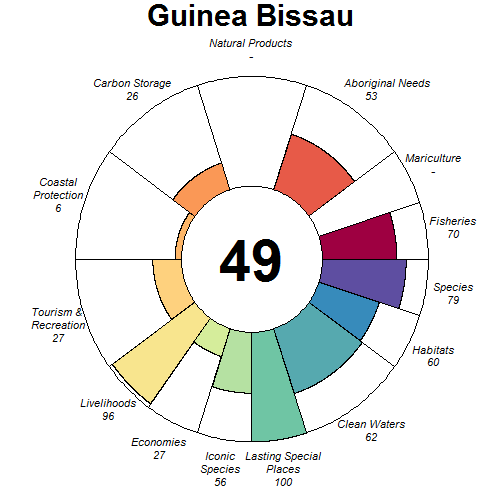 Guinea Bissau
Natural Products
-
Carbon Storage
26
Aboriginal Needs
53
Mariculture
-
Coastal
Protection
6
Fisheries
70
49
Species
79
Tourism &
Recreation
27
Habitats
60
Livelihoods
96
Clean Waters
62
Economies
27
Iconic
Species
56
Lasting Special
Places
100